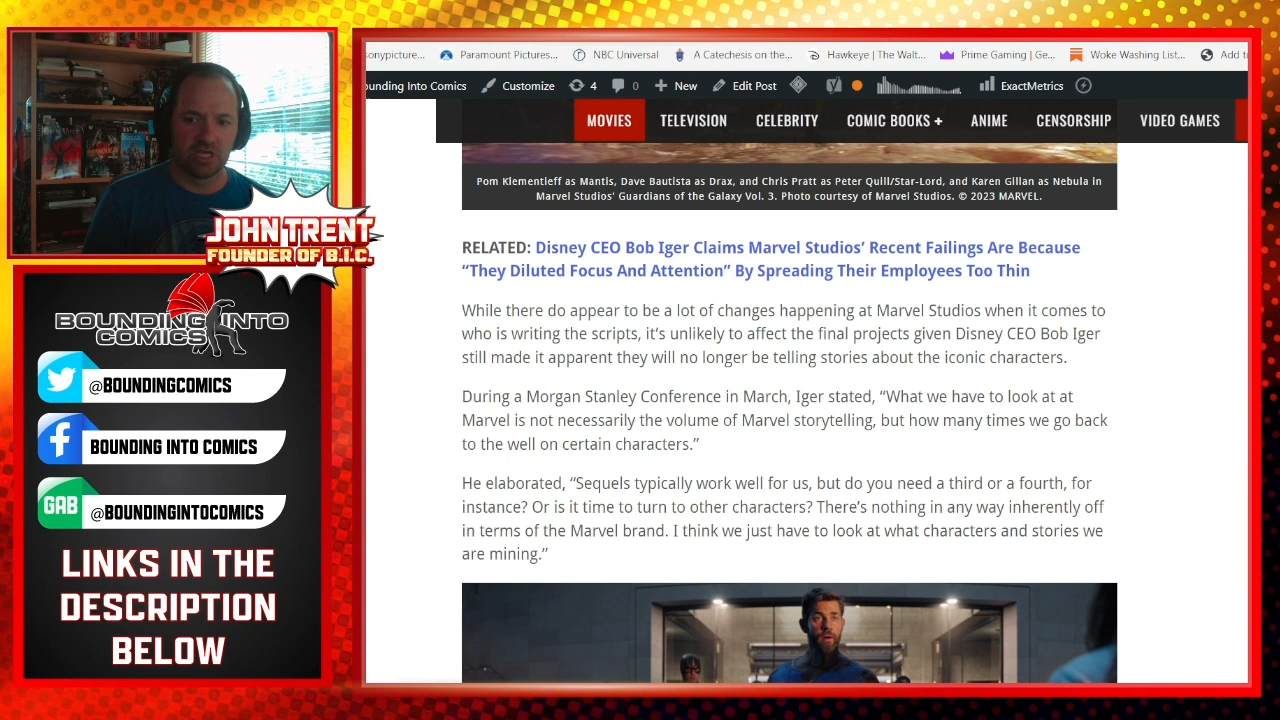 sonypicture...
Paramount Pictures...
NBC Universal
A Catechesis on the...
Hawkeye | The Walt...
Prime Gaming | Ge...
Woke Washing List...
Add t
ounding Into Comics
Customize
4
0
New
Edit Post
ExactMetrics
MOVIES
TELEVISION
CELEBRITY
COMIC BOOKS +
ANIME
CENSORSHIP
VIDEO GAMES
Pom Klementieff as Mantis, Dave Bautista as Drax, and Chris Pratt as Peter Quill/Star-Lord, and Karen Gillan as Nebula in
Marvel Studios' Guardians of the Galaxy Vol. 3. Photo courtesy of Marvel Studios. © 2023 MARVEL.
RELATED: Disney CEO Bob Iger Claims Marvel Studios’ Recent Failings Are Because
“They Diluted Focus And Attention” By Spreading Their Employees Too Thin
While there do appear to be a lot of changes happening at Marvel Studios when it comes to
who is writing the scripts, it’s unlikely to affect the final projects given Disney CEO Bob Iger
still made it apparent they will no longer be telling stories about the iconic characters.
During a Morgan Stanley Conference in March, Iger stated, “What we have to look at at
Marvel is not necessarily the volume of Marvel storytelling, but how many times we go back
to the well on certain characters.”
He elaborated, “Sequels typically work well for us, but do you need a third or a fourth, for
instance? Or is it time to turn to other characters? There’s nothing in any way inherently off
in terms of the Marvel brand. I think we just have to look at what characters and stories we
are mining.”
JOHN TRENT
FOUNDER OF B.I.C.
BOUNDING INTO
COMICS
@BOUNDINGCOMICS
BOUNDING INTO COMICS
GAB
@BOUNDINGINTOCOMICS
LINKS IN THE
DESCRIPTION
BELOW